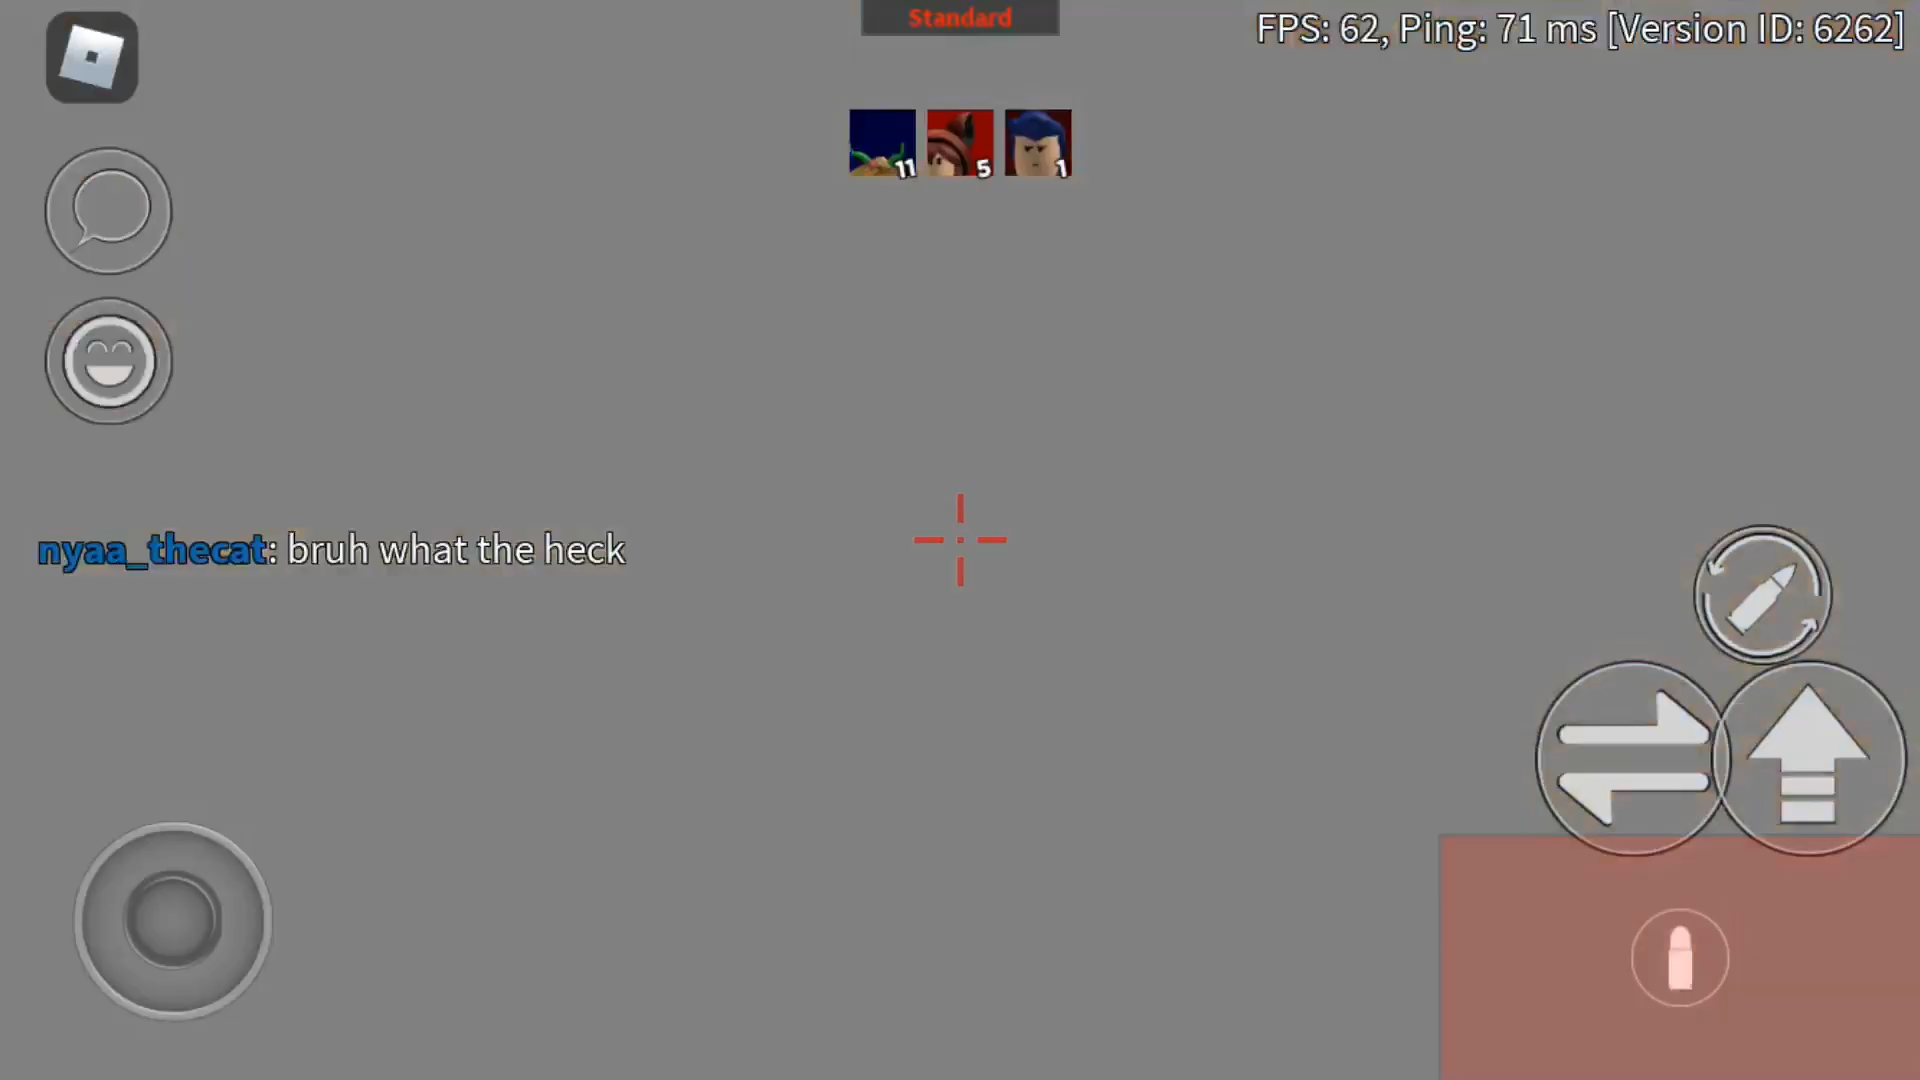 Standard
FPS: 62, Ping: 71 ms [Version ID: 6262]
11
5
1
nyaa_thecat: bruh what the heck